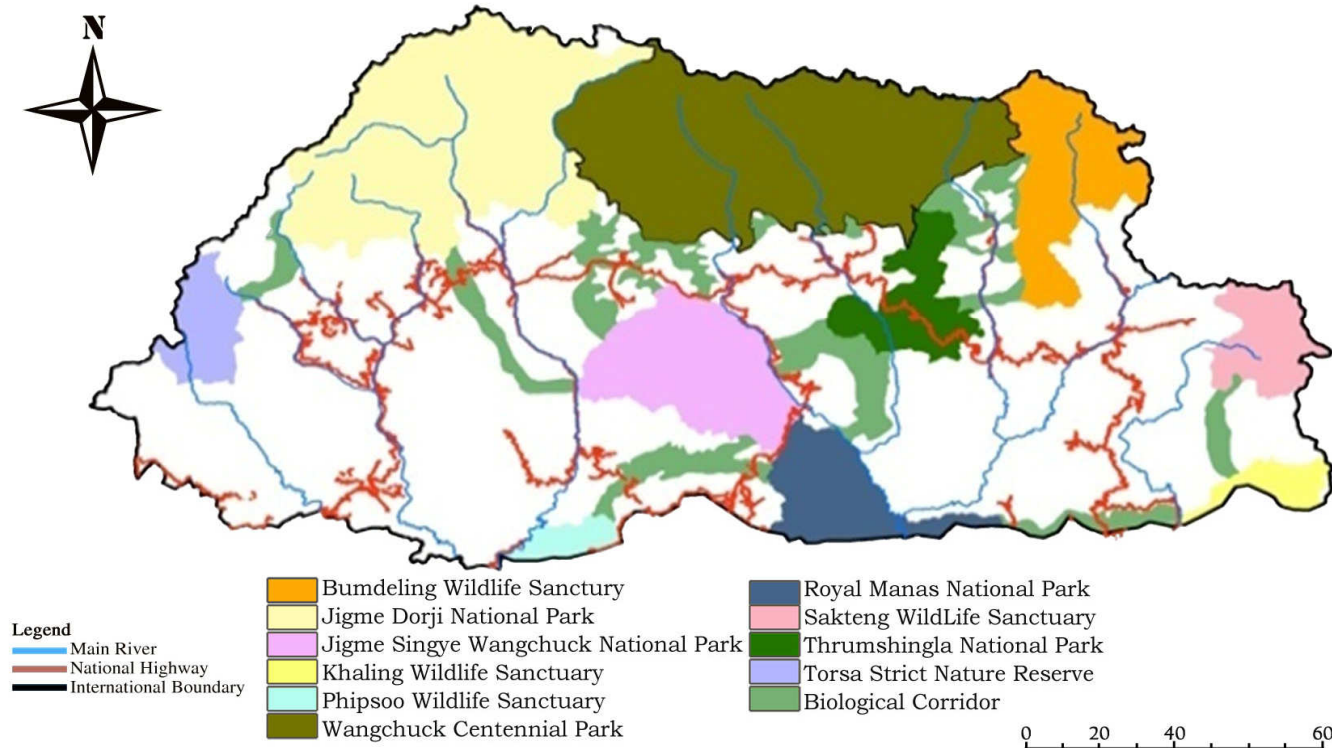 N
Legend
Main River
National Highway
International Boundary
Bumdeling Wildlife Sanctury
Jigme Dorji National Park
Jigme Singye Wangchuck National Park
Khaling Wildlife Sanctuary
Phipsoo Wildlife Sanctuary
Wangchuck Centennial Park
Royal Manas National Park
Sakteng WildLife Sanctuary
Thrumshingla National Park
Torsa Strict Nature Reserve
Biological Corridor
0 20 40 60